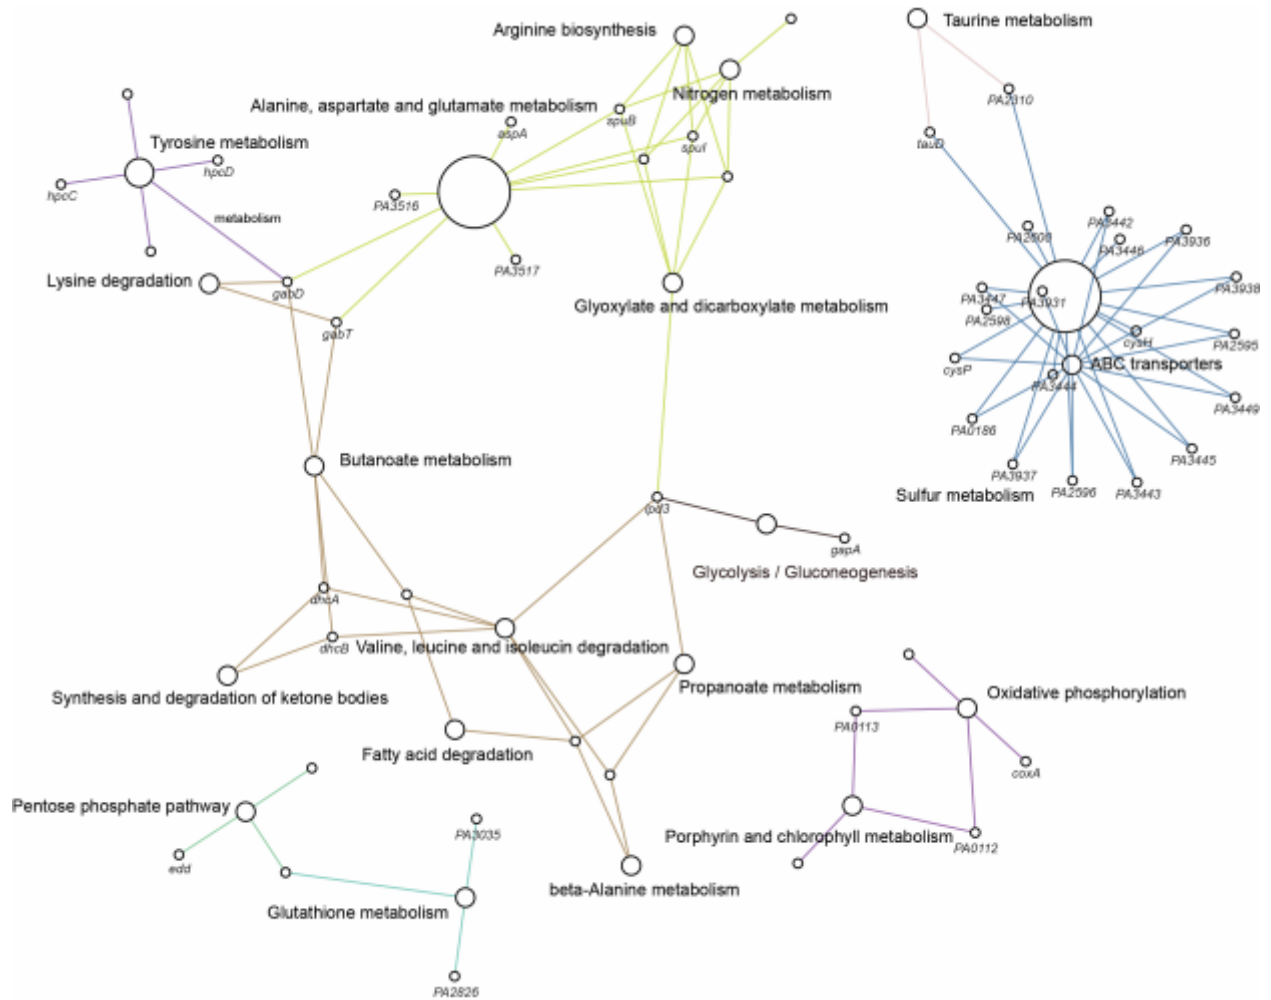 Arginine biosynthesis
Taurine metabolism
Nitrogen metabolism
PA2310
Alanine, aspartate and glutamate metabolism
spuB
aspA
Tyrosine metabolism
spuI
tauD
hpcD
hpcC
PA3516
metabolism
PA3442
PA2600
PA3446
PA3936
PA3517
Lysine degradation
gabD
Glyoxylate and dicarboxylate metabolism
PA3938
PA3447
PA3931
PA2598
gabT
cysH
PA2595
cysP
ABC transporters
PA3444
PA3449
PA0186
Butanoate metabolism
PA3445
PA3937
Sulfur metabolism
PA2596
PA3443
lpd3
gapA
Glycolysis / Gluconeogenesis
dhcA
dhcB
Valine, leucine and isoleucin degradation
Synthesis and degradation of ketone bodies
Propanoate metabolism
Oxidative phosphorylation
PA0113
Fatty acid degradation
coxA
Pentose phosphate pathway
PA3035
Porphyrin and chlorophyll metabolism
PA0112
edd
beta-Alanine metabolism
Glutathione metabolism
PA2826